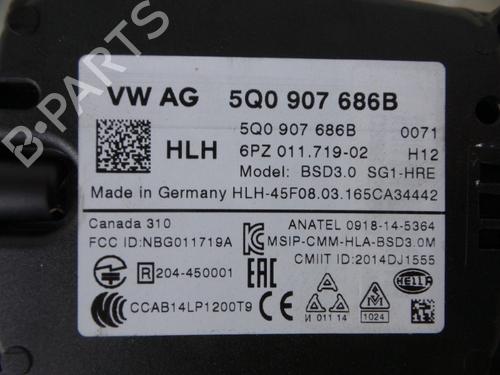 VW AG 5Q0 907 686B
5Q0 907 686B 0071
HLH 6PZ 011.719-02 H12
Model: BSD3.0 SG1-HRE
Made in Germany HLH-45F08.03.165CA34442
Canada 310 ANATEL 0918-14-5364
FCC ID:NBG011719A MSIP-CMM-HLA-BSD3.0M
CMIIT ID:2014DJ1555
R 204-450001 EAC HELLA
CCAB14LP1200T9 И 011 14 1024
B-PARTS